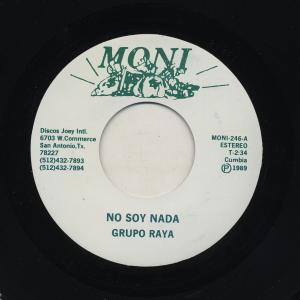 MONI
Discos Joey Intl.
6703 W. Commerce
San Antonio,Tx.
78227
(512)432-7893
(512)432-7894
MONI-246-A
ESTEREO
T-2:34
Cumbia
Ⓟ1989
NO SOY NADA
GRUPO RAYA